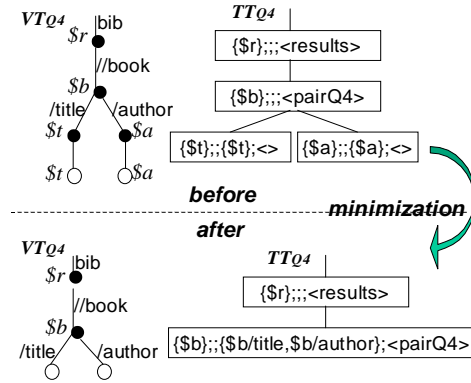 VTQ4 TTQ4
bib
$r {$r};;;<results>
//book
$b {$b};;;<pairQ4>
/title /author
$t $a {$t};;{$t};<> {$a};;{$a};<>
$t $a
before minimization
after
VTQ4 TTQ4
bib
$r {$r};;;<results>
//book
$b {$b};;{$b/title,$b/author};<pairQ4>
/title /author